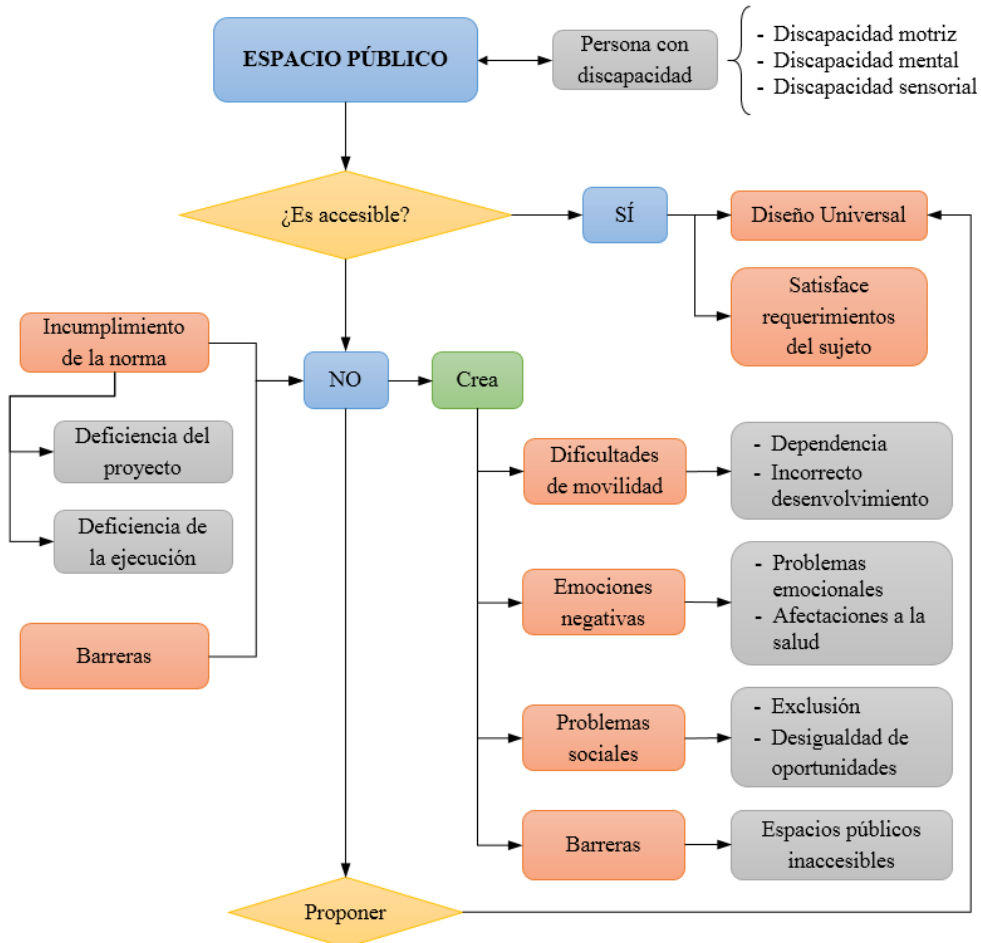 ESPACIO PÚBLICO
Persona con
discapacidad
- Discapacidad motriz
- Discapacidad mental
- Discapacidad sensorial
¿Es accesible?
SÍ
Diseño Universal
Satisface
requerimientos
del sujeto
Incumplimiento
de la norma
NO
Crea
Deficiencia del
proyecto
Deficiencia de
la ejecución
Barreras
Dificultades
de movilidad
- Dependencia
- Incorrecto
desenvolvimiento
Emociones
negativas
- Problemas
emocionales
- Afectaciones a la
salud
Problemas
sociales
- Exclusión
- Desigualdad de
oportunidades
Barreras
Espacios públicos
inaccesibles
Proponer